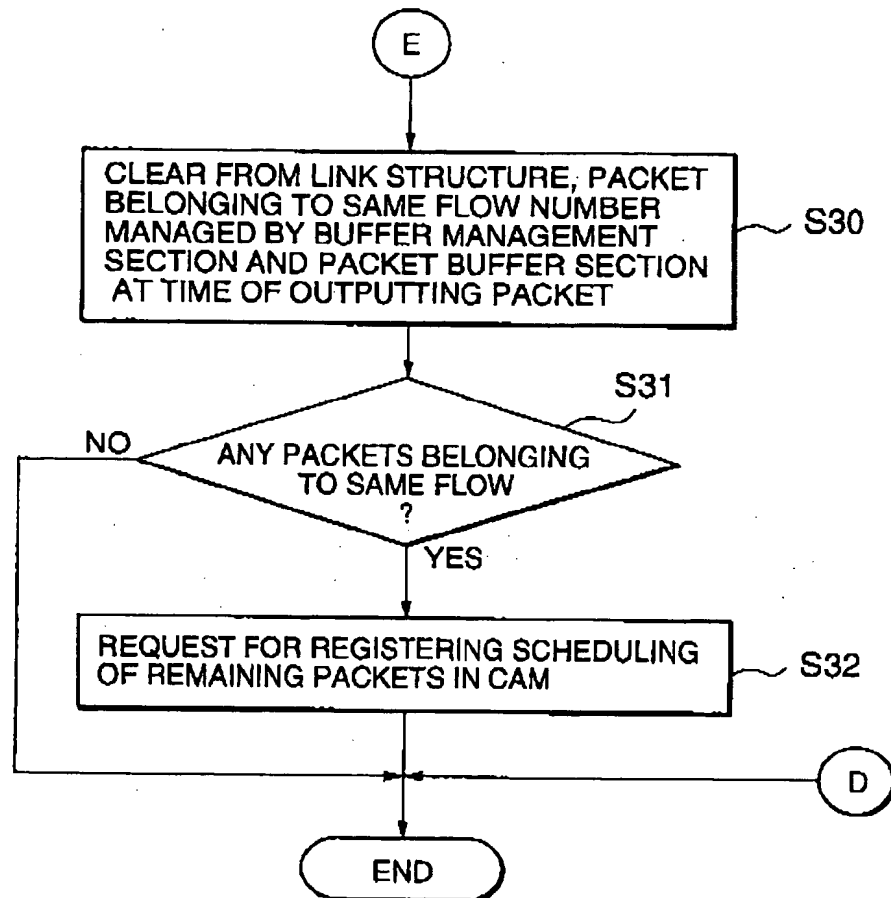 E
CLEAR FROM LINK STRUCTURE, PACKET
BELONGING TO SAME FLOW NUMBER
MANAGED BY BUFFER MANAGEMENT
SECTION AND PACKET BUFFER SECTION
AT TIME OF OUTPUTTING PACKET
S30
S31
NO
ANY PACKETS BELONGING
TO SAME FLOW
?
YES
REQUEST FOR REGISTERING SCHEDULING
OF REMAINING PACKETS IN CAM
S32
D
END